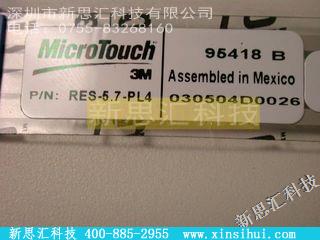 深圳市新思汇科技有限公司
电话：0755-83268160
MicroTouch
3M
P/N: RES-5.7-PL4
95418 B
Assembled in Mexico
030504D0026
新思汇科技
新思汇科技
新思汇科技 400-885-2955 www.xinsihui.com